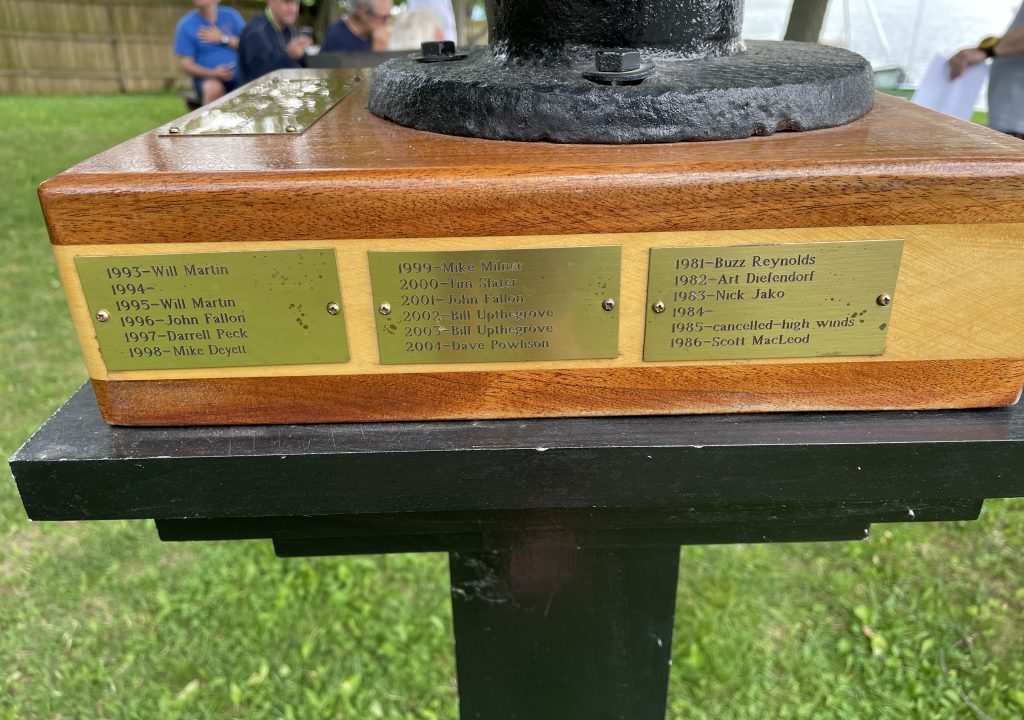 1993-Will Martin
1994-
1995-Will Martin
1996-John Fallon
1997-Darrell Peck
1998-Mike Deyett
1999-Mike Milner
2000-Tim Slater
2001-John Fallon
2002-Bill Upthegrove
2003-Bill Upthegrove
2004-Dave Powlison
1981-Buzz Reynolds
1982-Art Diefendorf
1983-Nick Jako
1984-
1985-cancelled-high winds
1986-Scott MacLeod